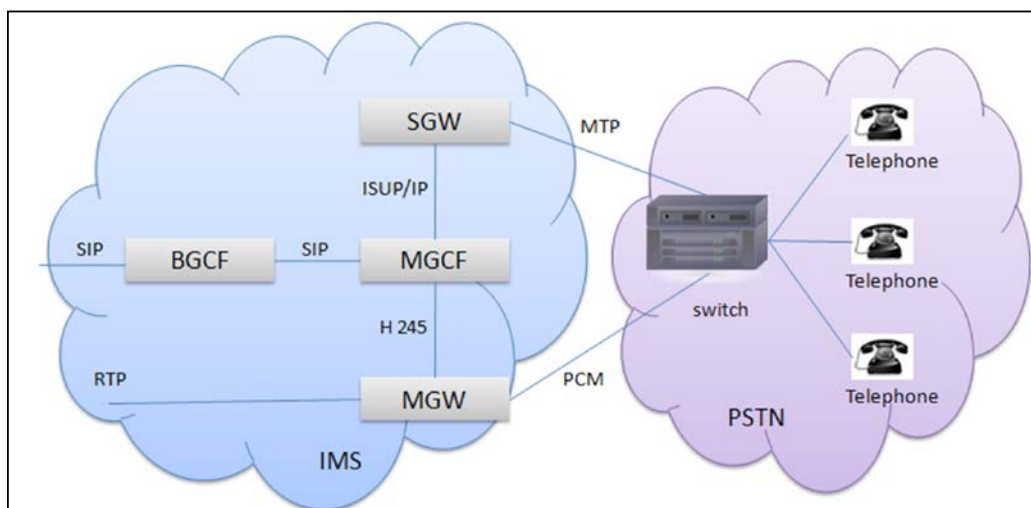 SGW
MTP
Telephone
ISUP/IP
SIP
BGCF
SIP
MGCF
Telephone
switch
H 245
RTP
MGW
PCM
Telephone
PSTN
IMS